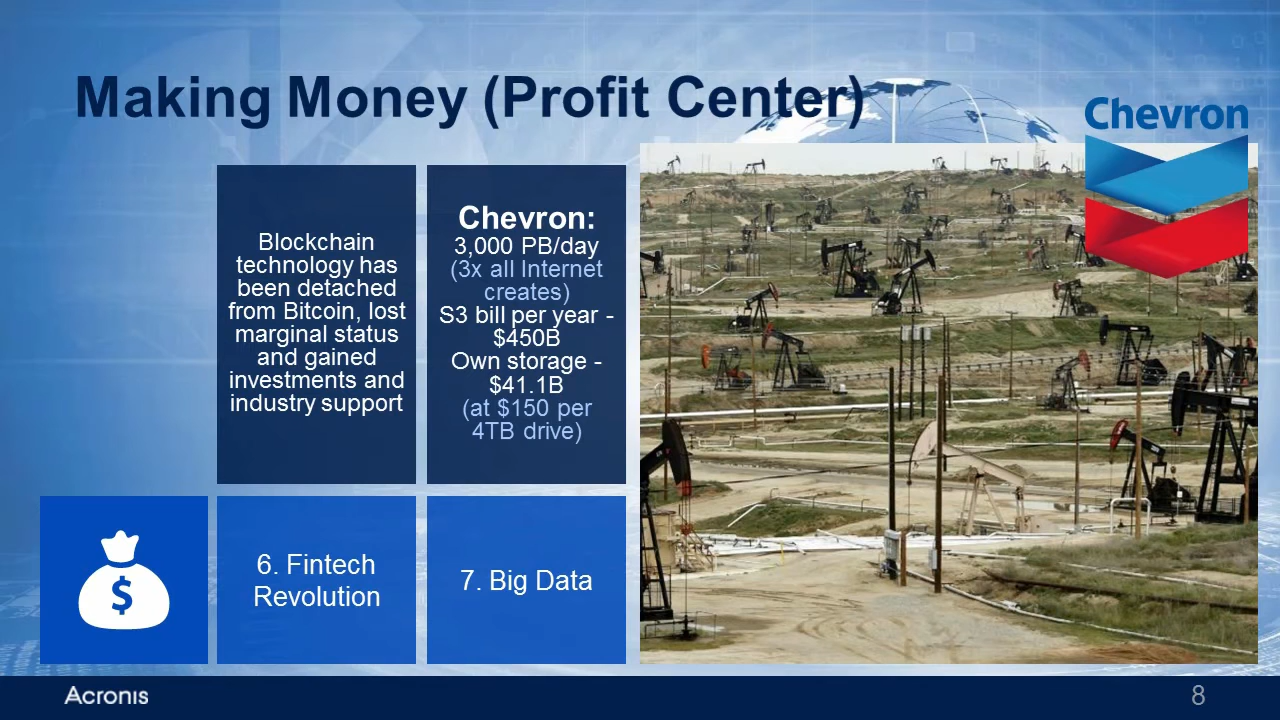 Making Money (Profit Center)
Chevron
Blockchain
technology has
been detached
from Bitcoin, lost
marginal status
and gained
investments and
industry support
Chevron:
3,000 PB/day
(3x all Internet
creates)
S3 bill per year -
$450B
Own storage -
$41.1B
(at $150 per
4TB drive)
$
6. Fintech
Revolution
7. Big Data
Acronis
8